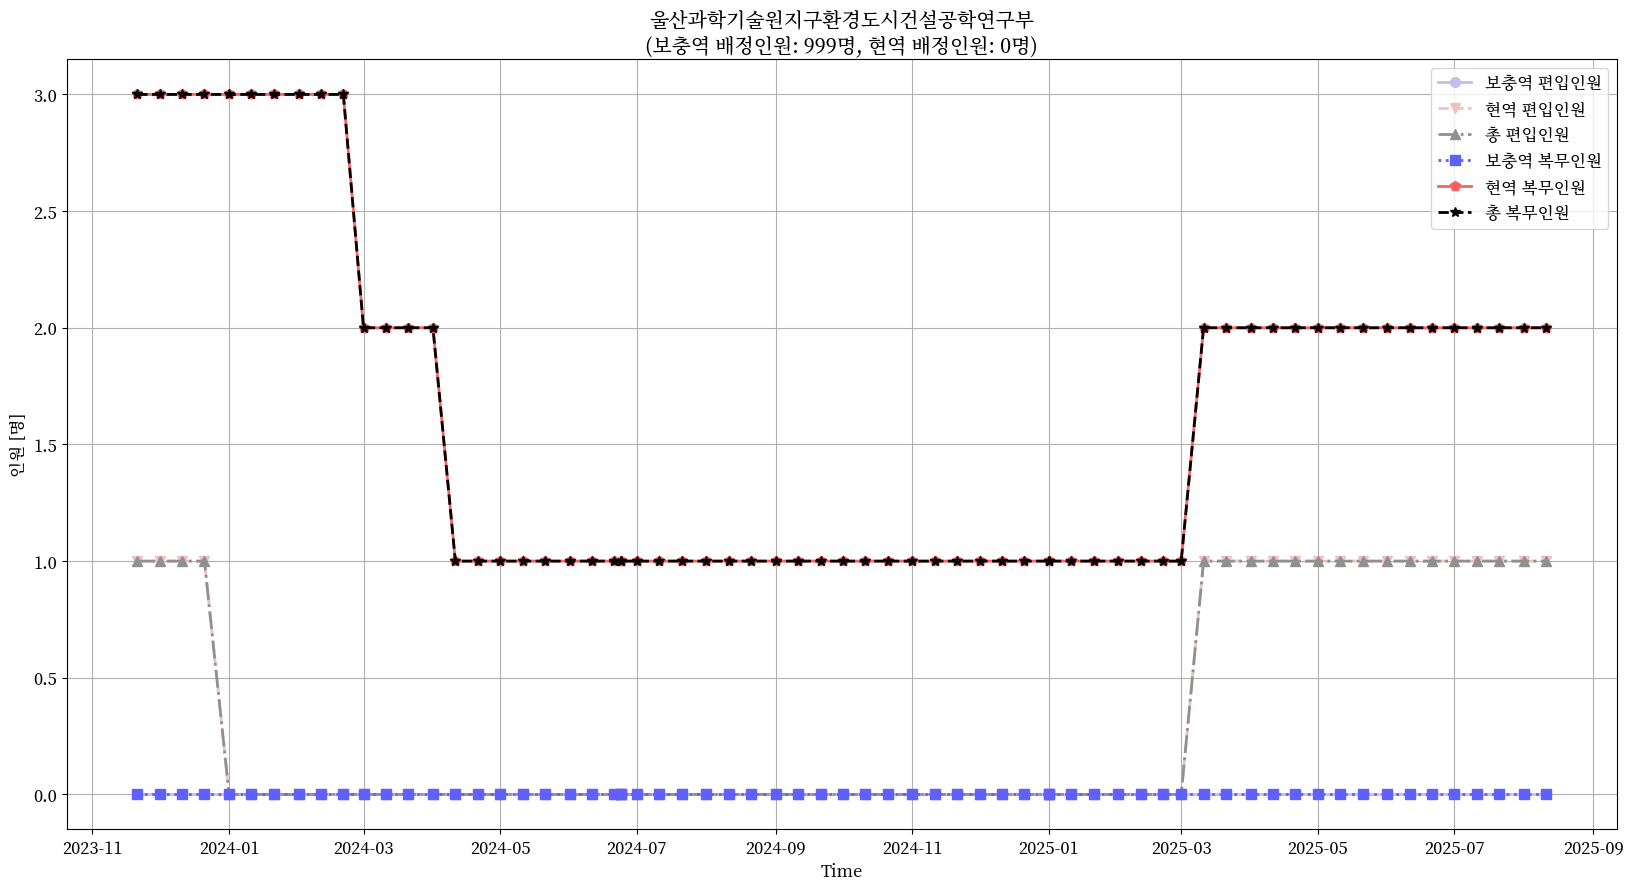 울산과학기술원지구환경도시건설공학연구부
(보충역 배정인원: 999명, 현역 배정인원: 0명)
보충역 편입인원
현역 편입인원
총 편입인원
보충역 복무인원
현역 복무인원
총 복무인원
인원 [명]
3.0
2.5
2.0
1.5
1.0
0.5
0.0
2023-11 2024-01 2024-03 2024-05 2024-07 2024-09 2024-11 2025-01 2025-03 2025-05 2025-07 2025-09
Time